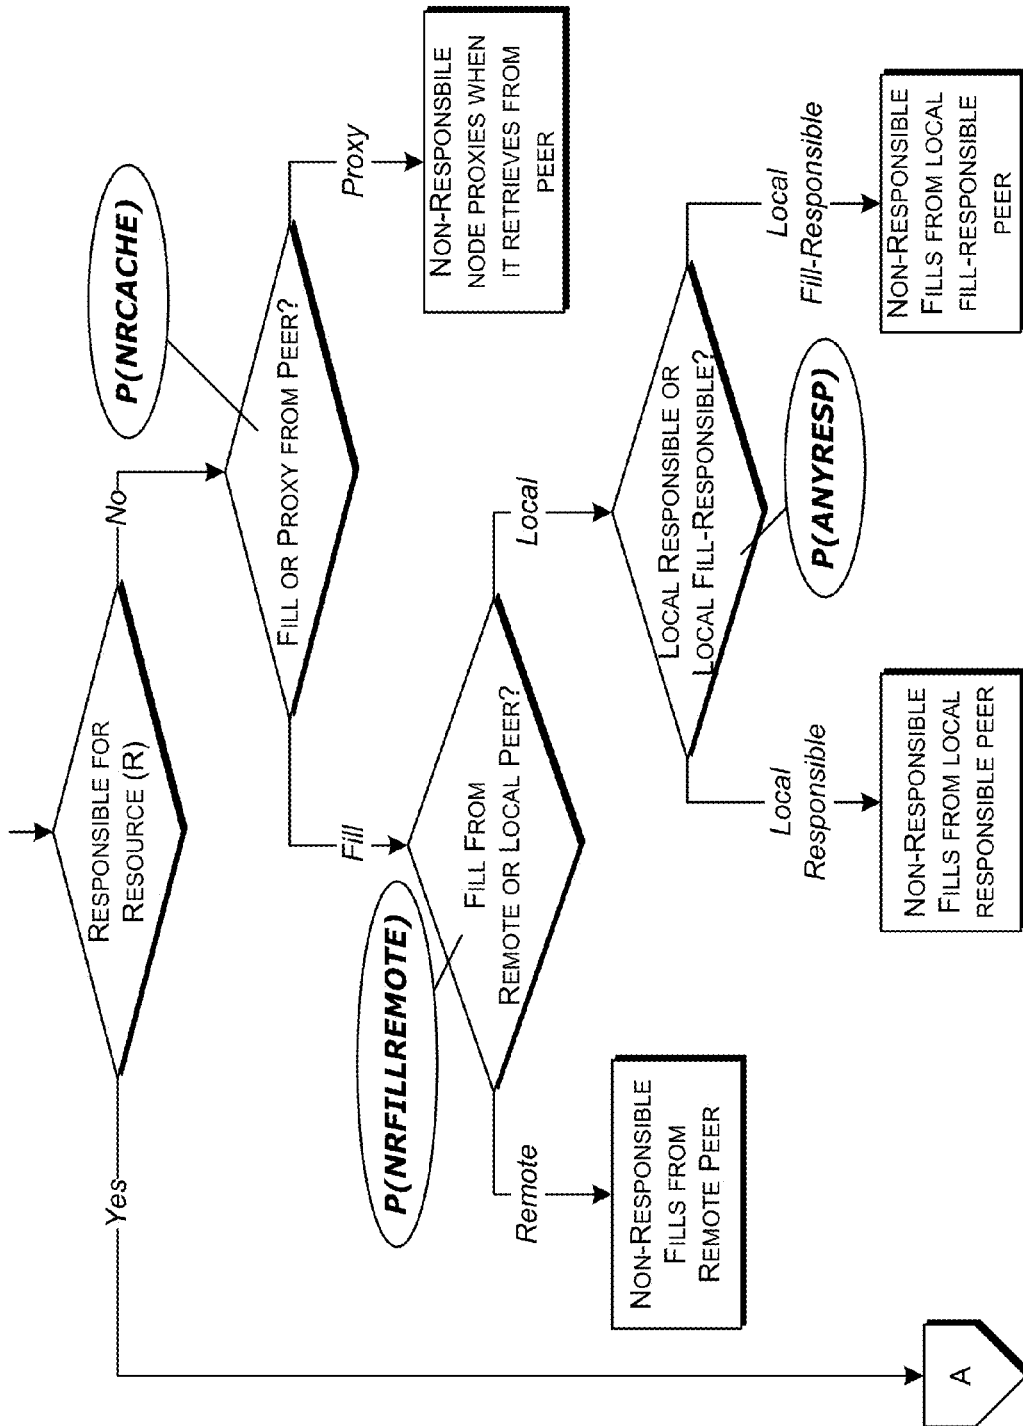 RESPONSIBLE FOR
RESOURCE (R)
Yes
No
P(NRCACHE)
FILL OR PROXY FROM PEER?
Fill
Proxy
NON-RESPONSBILE
NODE PROXIES WHEN
IT RETRIEVES FROM
PEER
P(NRFILLREMOTE)
FILL FROM
REMOTE OR LOCAL PEER?
Remote
Local
NON-RESPONSIBLE
FILLS FROM
REMOTE PEER
LOCAL RESPONSIBLE OR
LOCAL FILL-RESPONSIBLE?
P(ANYRESP)
Local
Responsible
Local
Fill-Responsible
NON-RESPONSIBLE
FILLS FROM LOCAL
RESPONSIBLE PEER
NON-RESPONSIBLE
FILLS FROM LOCAL
FILL-RESPONSIBLE
PEER
A